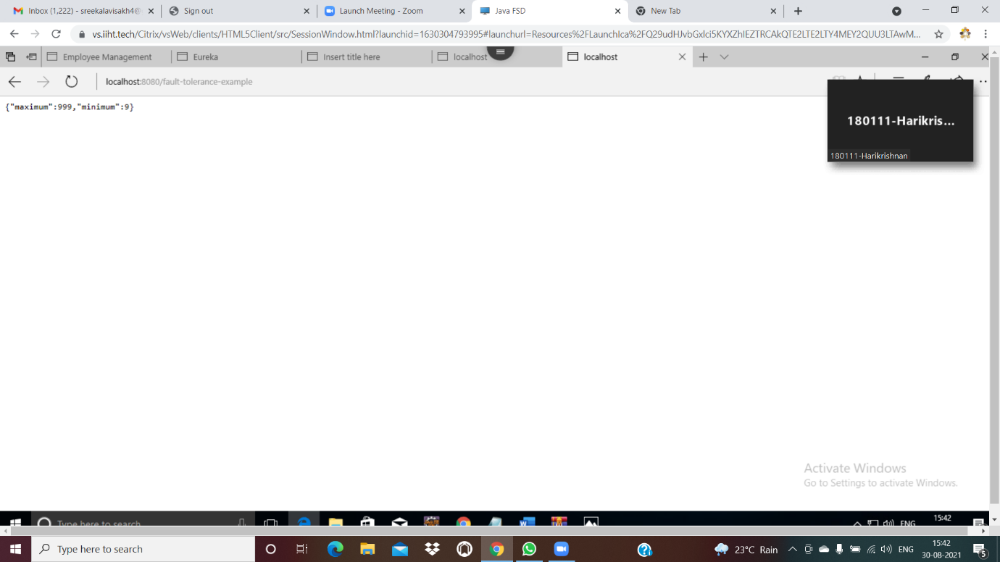 Inbox (1,222) - sreekalavisakh4@
Sign out
Launch Meeting - Zoom
Java FSD
New Tab
vs.iiht.tech/Citrix/vsWeb/clients/HTML5Client/src/SessionWindow.html?launchid=1630304793995#launchurl=Resources%2FLaunchIca%2FQ29udHJvbGxlci5KYXZhIEZTRCAkQTE2LTE2LTY4MEY2QUU3LTAwM...
Employee Management
Eureka
Insert title here
localhost
localhost
localhost:8080/fault-tolerance-example
{"maximum":999,"minimum":9}
180111-Harikris...
180111-Harikrishnan
Activate Windows
Go to Settings to activate Windows.
Type here to search
ENG
15:42
Type here to search
23°C Rain
ENG
15:42
30-08-2021
5